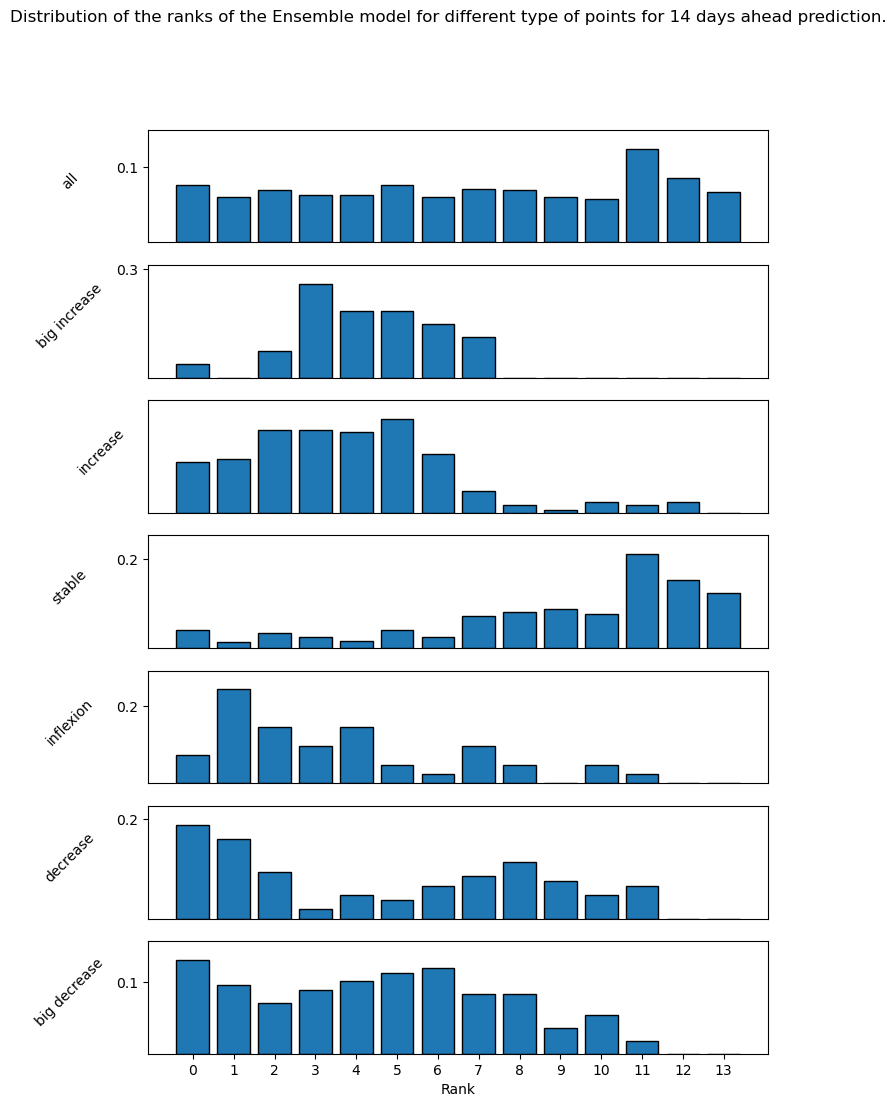 Distribution of the ranks of the Ensemble model for different type of points for 14 days ahead prediction.
all
0.1
big increase
0.3
increase
stable
0.2
inflexion
0.2
decrease
0.2
big decrease
0.1
0 1 2 3 4 5 6 7 8 9 10 11 12 13
Rank